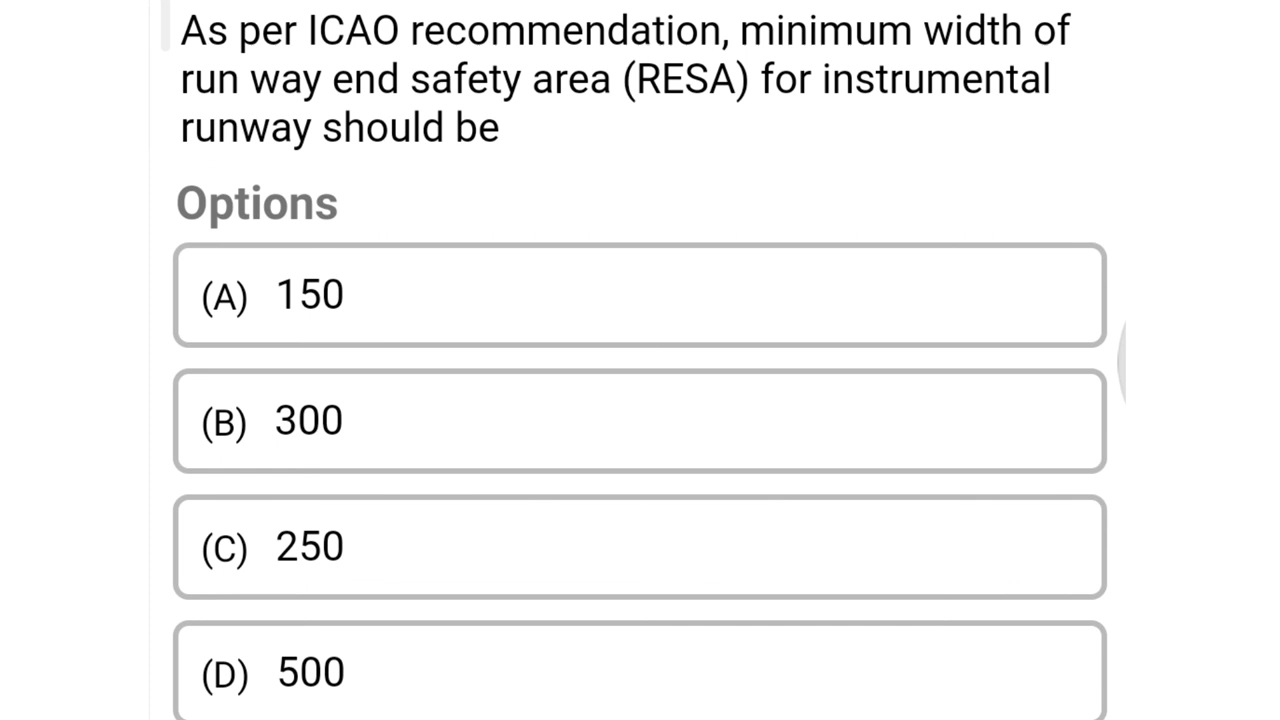 As per ICAO recommendation, minimum width of
run way end safety area (RESA) for instrumental
runway should be
Options
(A) 150
(B) 300
(C) 250
(D) 500